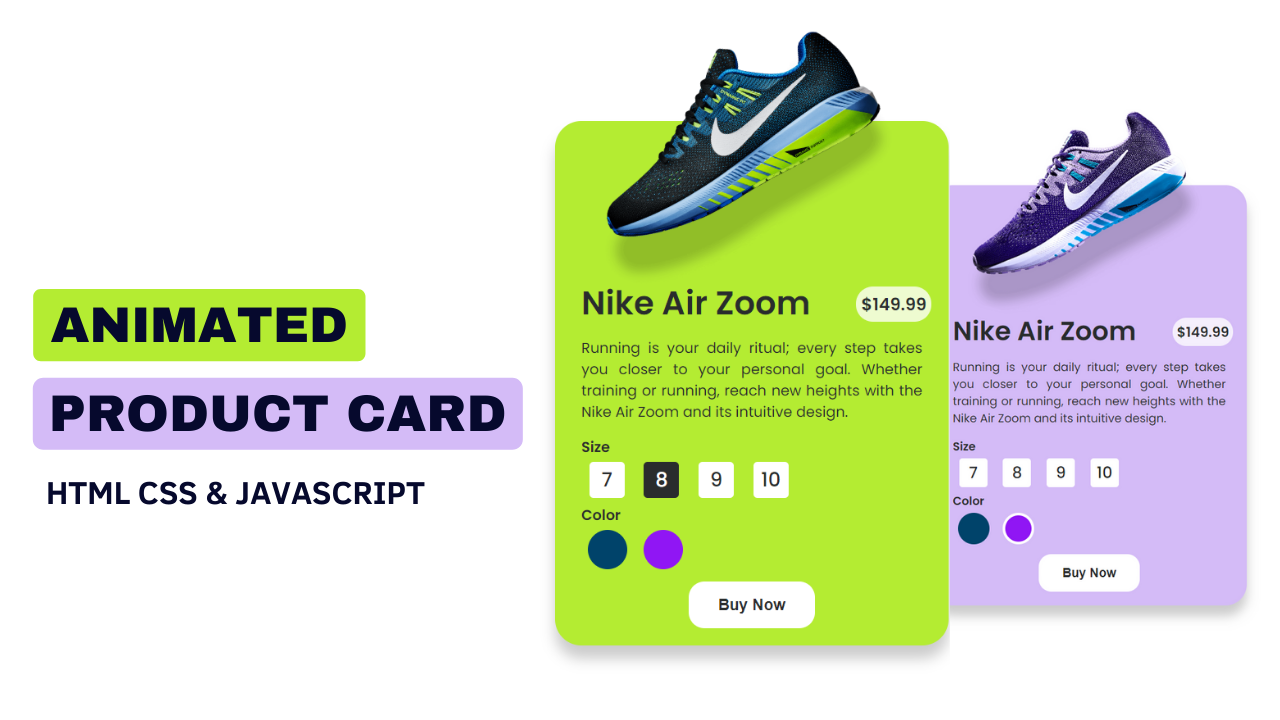 ANIMATED
PRODUCT CARD
HTML CSS & JAVASCRIPT
Nike Air Zoom
$149.99
Running is your daily ritual; every step takes
you closer to your personal goal. Whether
training or running, reach new heights with the
Nike Air Zoom and its intuitive design.
Size
7 8 9 10
Color
Buy Now
Nike Air Zoom
$149.99
Running is your daily ritual; every step takes
you closer to your personal goal. Whether
training or running, reach new heights with the
Nike Air Zoom and its intuitive design.
Size
7 8 9 10
Color
Buy Now